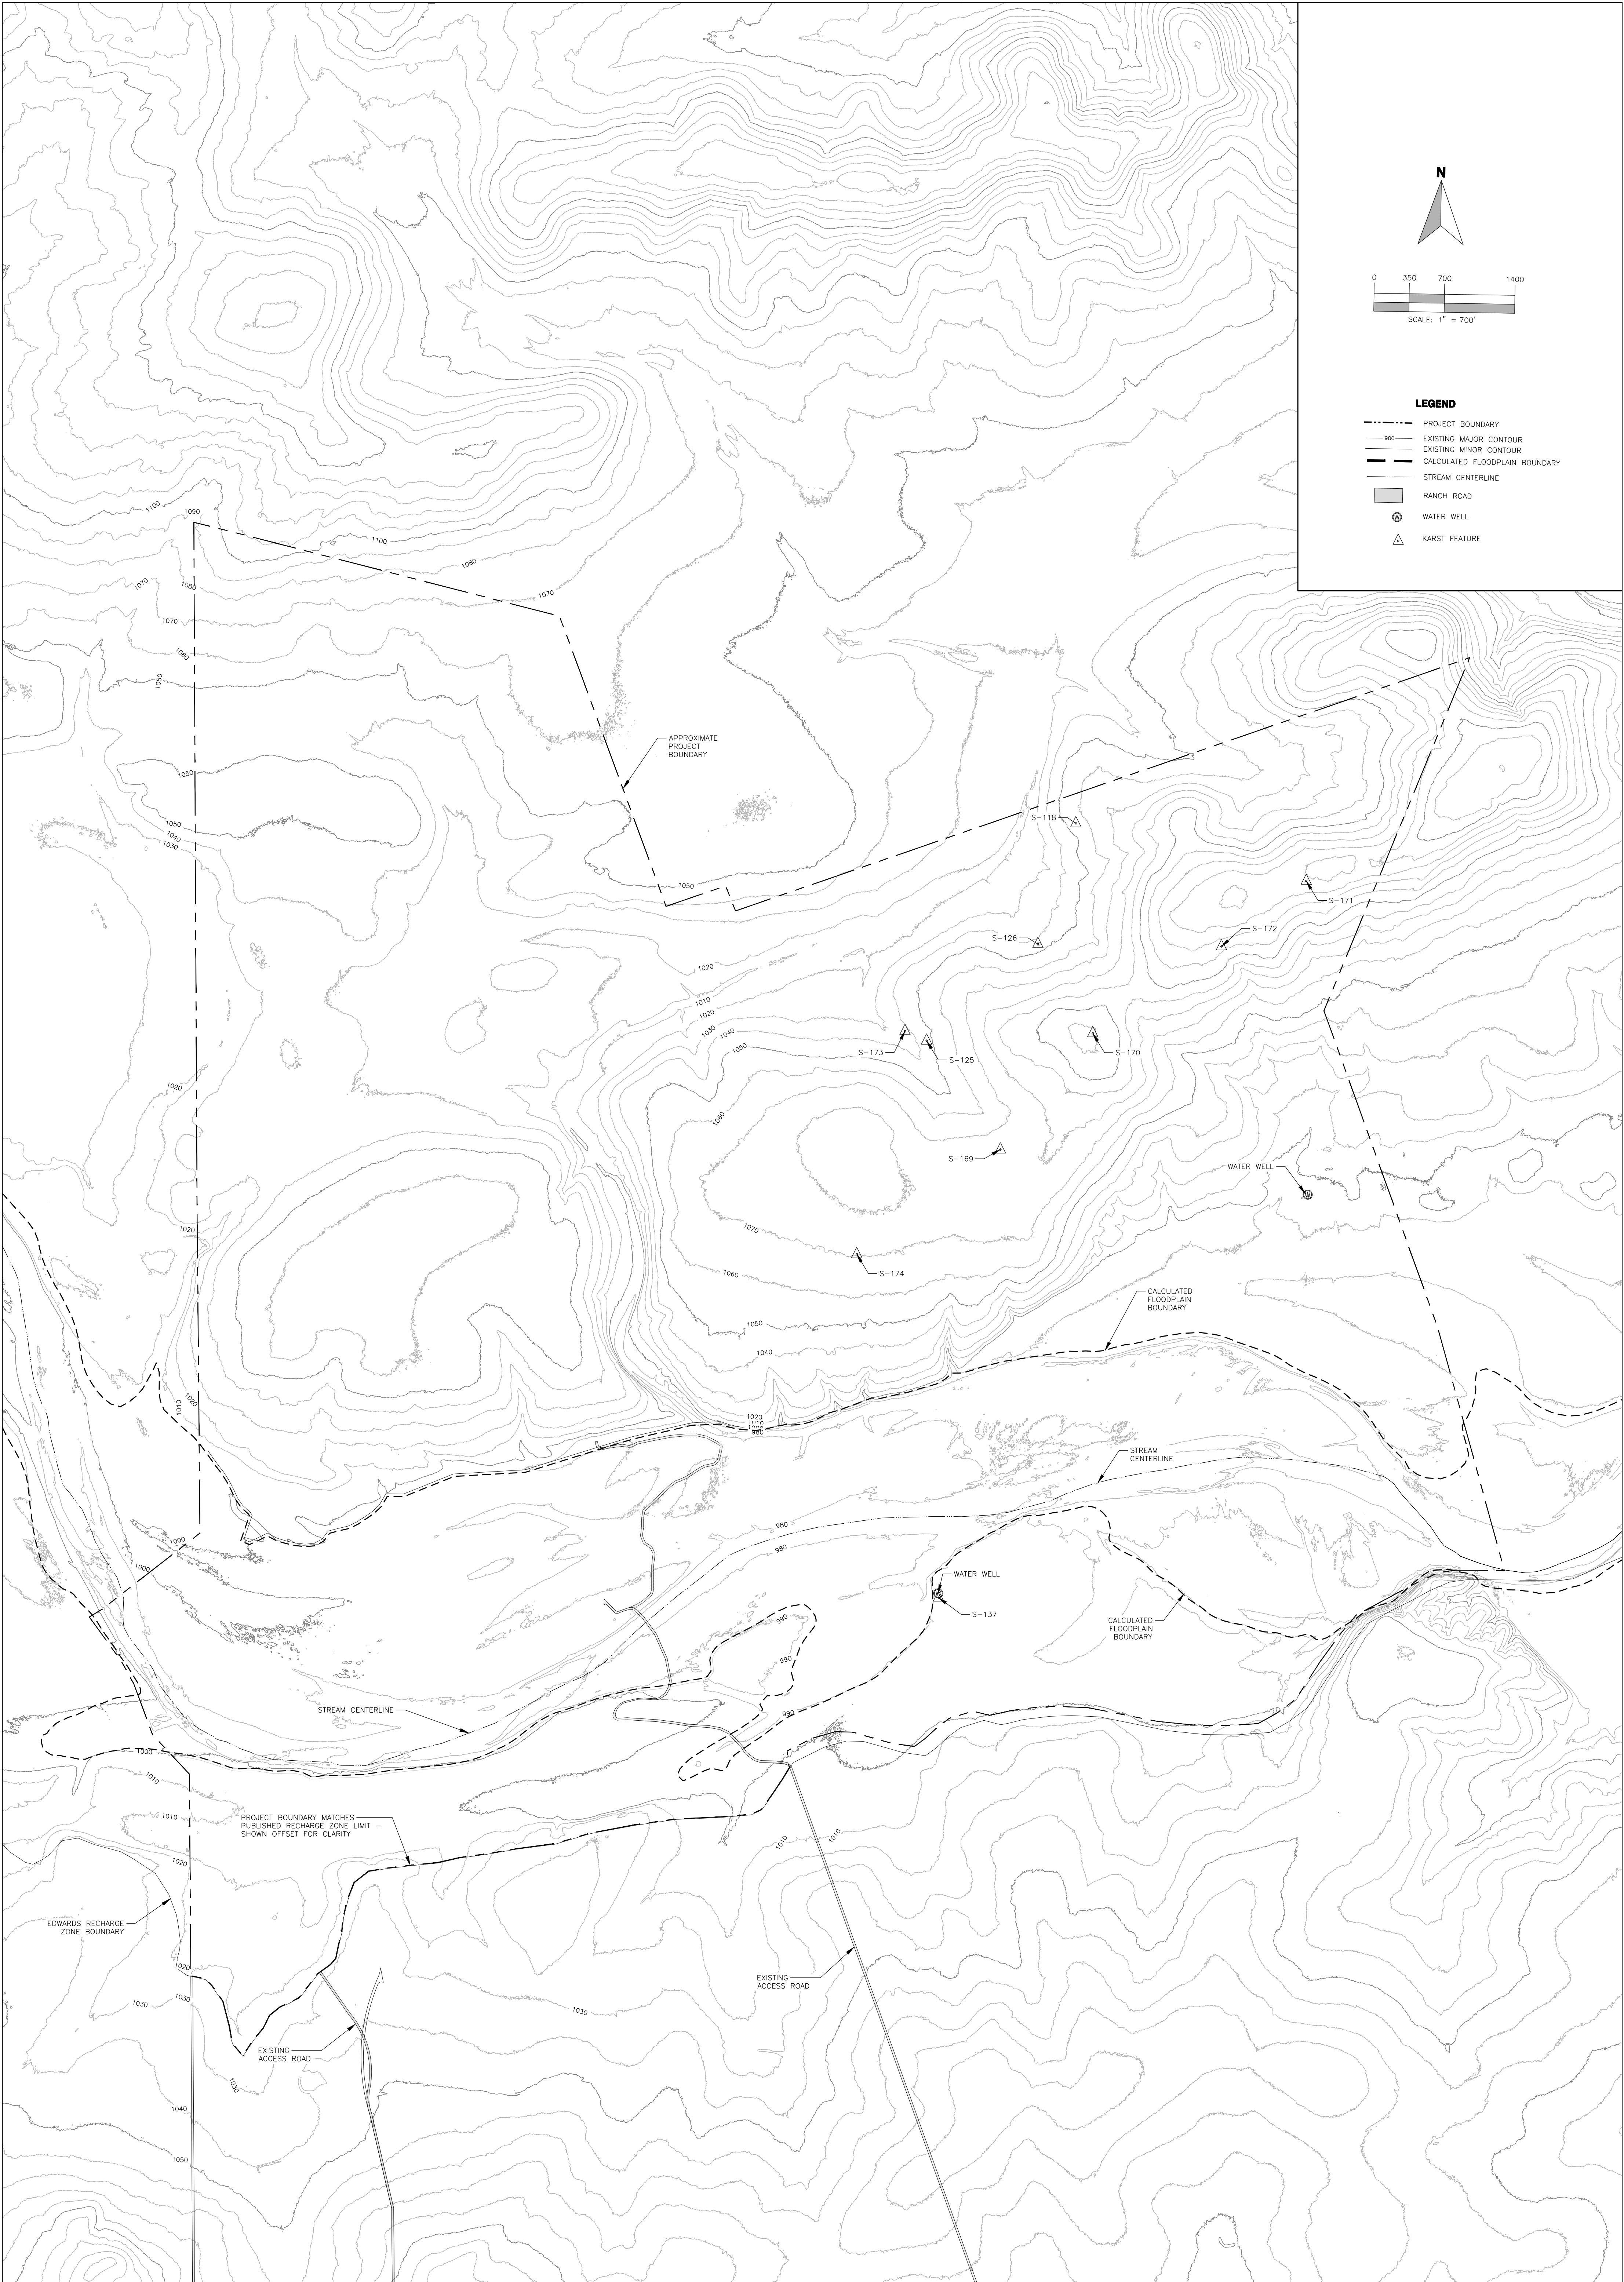 N
0 350 700 1400
SCALE: 1" = 700'
LEGEND
PROJECT BOUNDARY
900 EXISTING MAJOR CONTOUR
EXISTING MINOR CONTOUR
CALCULATED FLOODPLAIN BOUNDARY
STREAM CENTERLINE
RANCH ROAD
W WATER WELL
KARST FEATURE
1100
1090
1100
1080
1070
1080
1070
1070
1060
1050
APPROXIMATE
PROJECT
BOUNDARY
1050
1050
1040
1030
S-118
1050
S-171
S-172
S-126
1020
1010
1020
1030
1040
1050
S-173
S-125
S-170
1020
1060
S-169
WATER WELL
W
1020
1070
S-174
1060
CALCULATED
FLOODPLAIN
BOUNDARY
1050
1040
1020
1010
1020
1010
1000
980
STREAM
CENTERLINE
980
980
1000
1000
WATER WELL
W
S-137
990
CALCULATED
FLOODPLAIN
BOUNDARY
990
STREAM CENTERLINE
990
1000
1010
1010
PROJECT BOUNDARY MATCHES
PUBLISHED RECHARGE ZONE LIMIT -
SHOWN OFFSET FOR CLARITY
1010
1010
1020
EDWARDS RECHARGE
ZONE BOUNDARY
1020
EXISTING
ACCESS ROAD
1030
1030
1030
EXISTING
ACCESS ROAD
1030
1040
1050